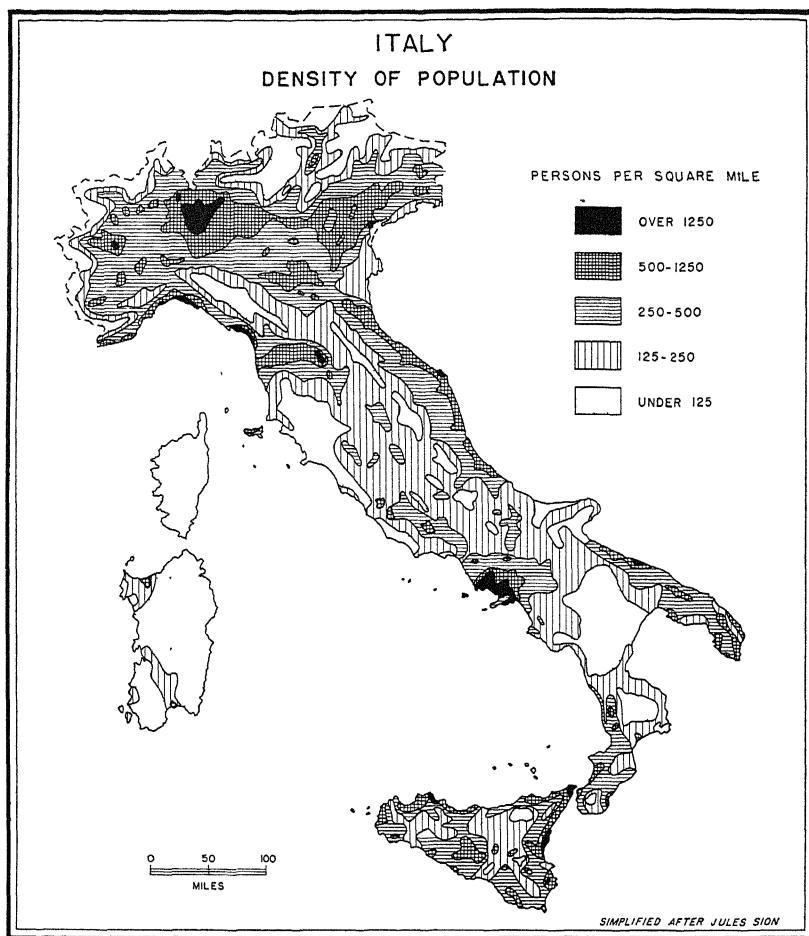 ITALY
DENSITY OF POPULATION
PERSONS PER SQUARE MILE
OVER 1250
500-1250
250-500
125-250
UNDER 125
0 50 100
MILES
SIMPLIFIED AFTER JULES SION